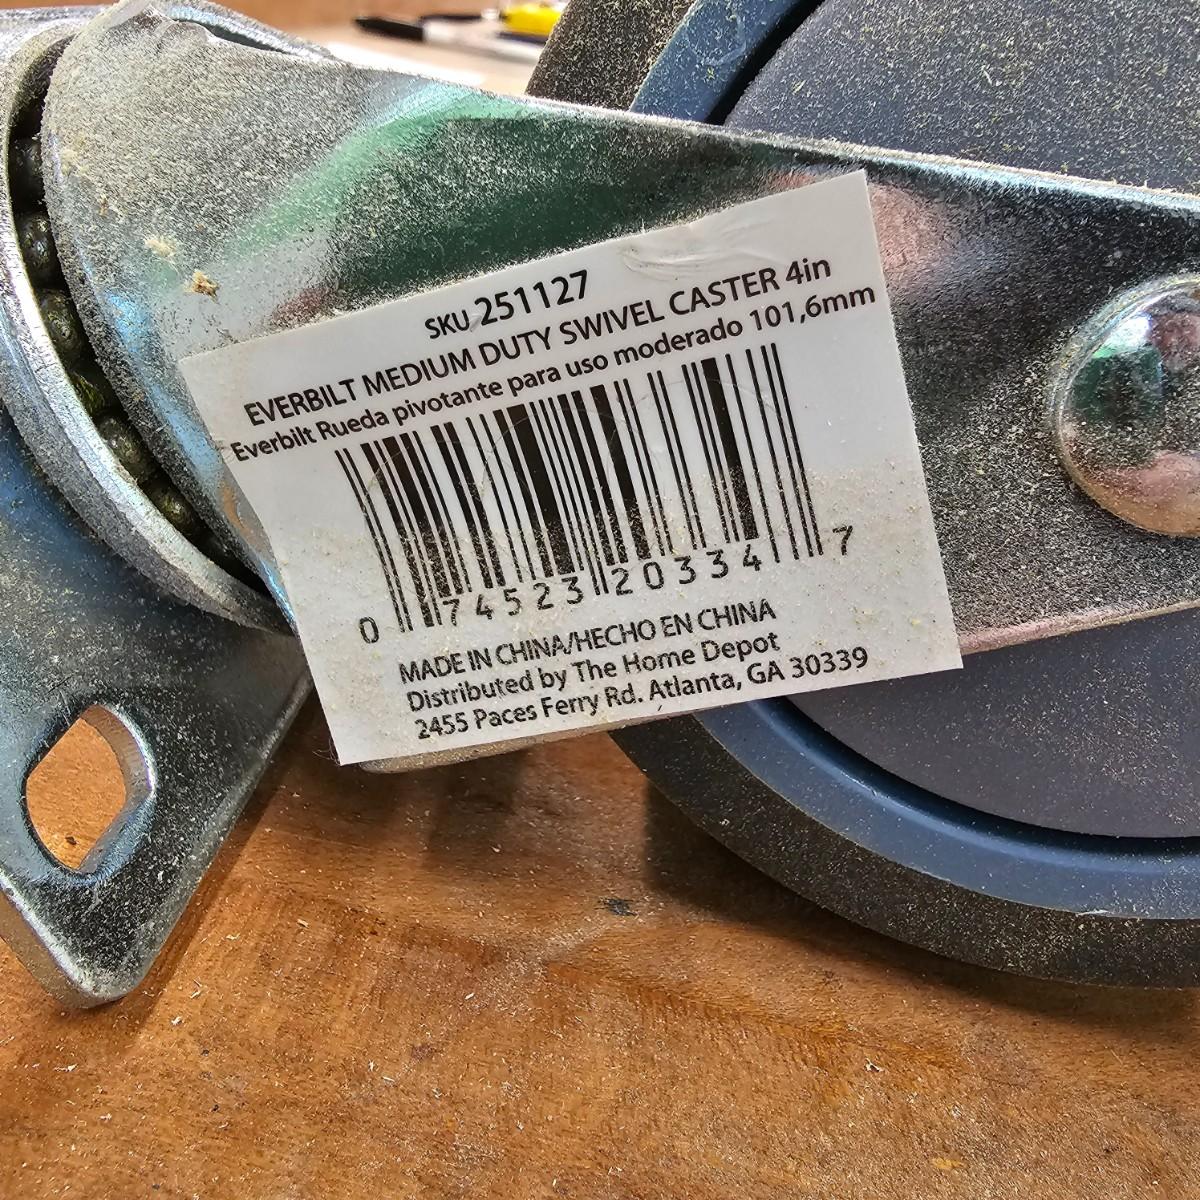 SKU 251127
EVERBILT MEDIUM DUTY SWIVEL CASTER 4in
Everbilt Rueda pivotante para uso moderado 101,6mm
0 74523 20334 7
MADE IN CHINA/HECHO EN CHINA
Distributed by The Home Depot
2455 Paces Ferry Rd. Atlanta, GA 30339